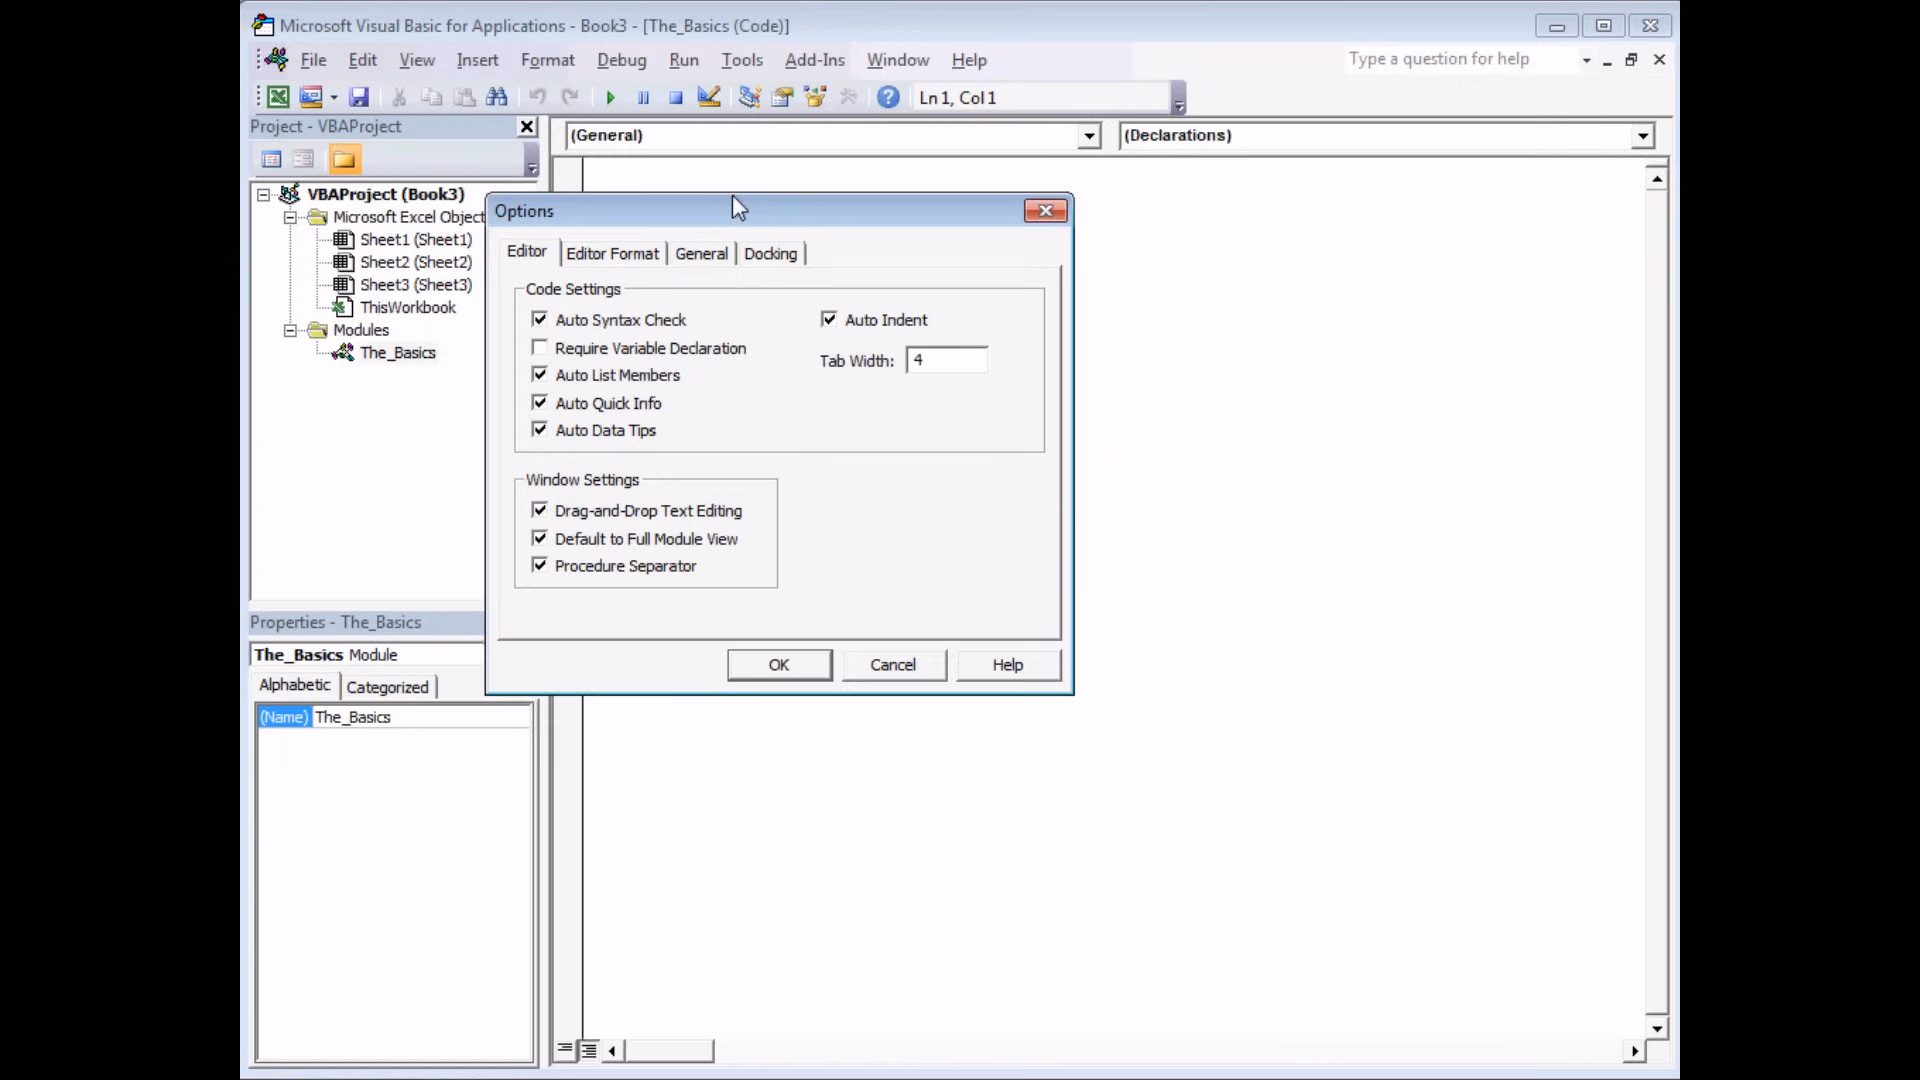 Microsoft Visual Basic for Applications - Book3 - [The_Basics (Code)]
File Edit View Insert Format Debug Run Tools Add-Ins Window Help
Type a question for help
Ln 1, Col 1
Project - VBAProject
(General)
(Declarations)
VBAProject (Book3)
Microsoft Excel Object
Sheet1 (Sheet1)
Sheet2 (Sheet2)
Sheet3 (Sheet3)
ThisWorkbook
Modules
The_Basics
Options
Editor Editor Format General Docking
Code Settings
Auto Syntax Check
Auto Indent
Require Variable Declaration
Tab Width: 4
Auto List Members
Auto Quick Info
Auto Data Tips
Window Settings
Drag-and-Drop Text Editing
Default to Full Module View
Procedure Separator
OK Cancel Help
Properties - The_Basics
The_Basics Module
Alphabetic Categorized
(Name) The_Basics